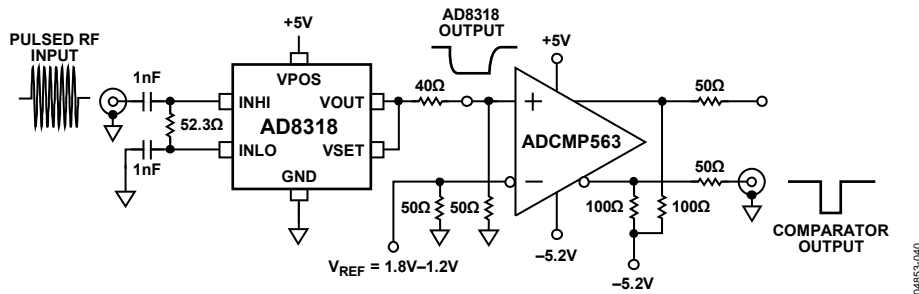 PULSED RF
INPUT
1nF
1nF
52.3Ω
+5V
VPOS
INHI
VOUT
AD8318
INLO
VSET
GND
40Ω
AD8318
OUTPUT
+5V
+
ADCMP563
–
50Ω
50Ω
VREF = 1.8V–1.2V
–5.2V
50Ω
50Ω
100Ω
100Ω
–5.2V
COMPARATOR
OUTPUT
04853-040